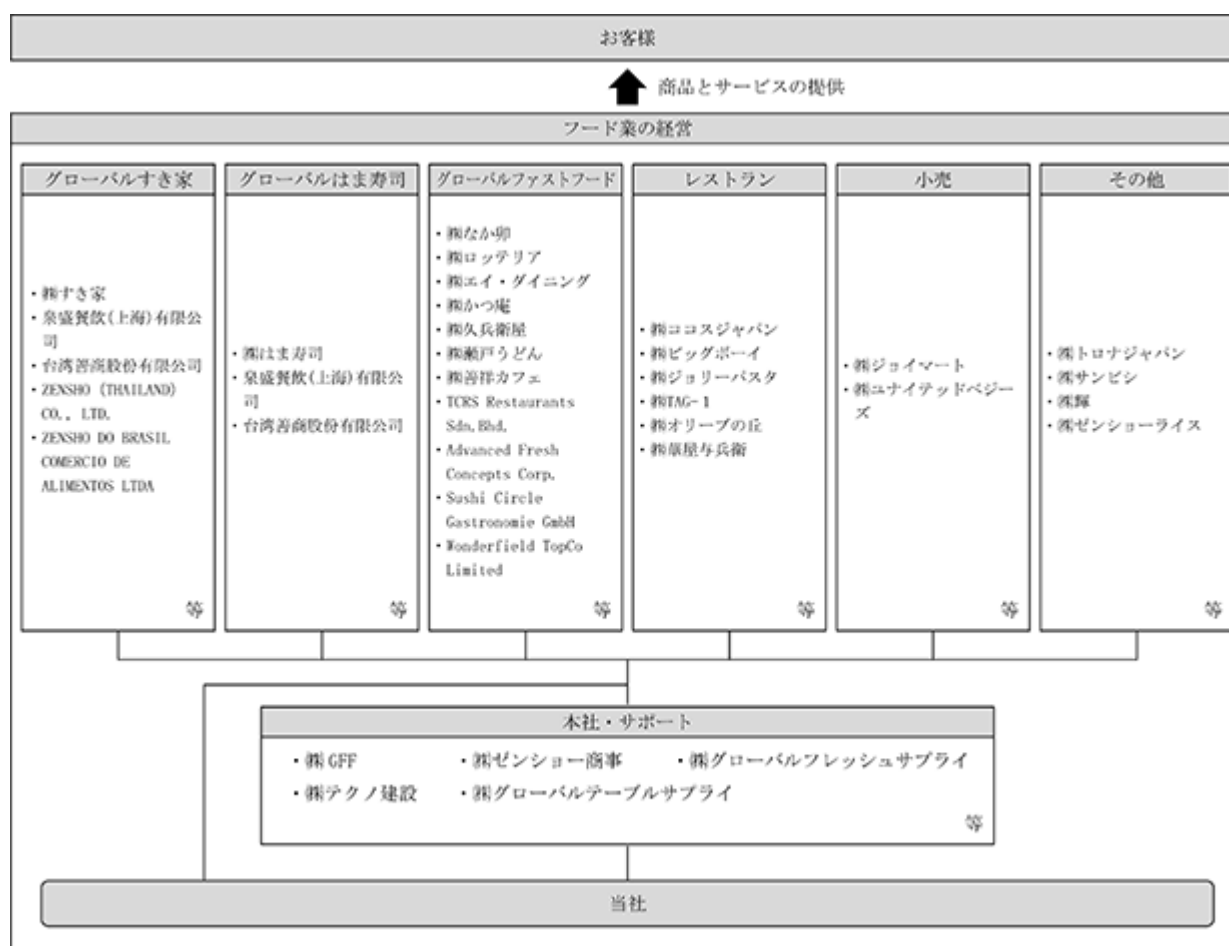 お客様
商品とサービスの提供
フード業の経営
グローバルすき家
・㈱すき家
・泉盛餐飲(上海)有限公
司
・台湾善商股份有限公司
・ZENSHO (THAILAND)
CO., LTD.
・ZENSHO DO BRASIL
COMERCIO DE
ALIMENTOS LTDA
等
グローバルはま寿司
・㈱はま寿司
・泉盛餐飲(上海)有限公
司
・台湾善商股份有限公司
等
グローバルファストフード
・㈱なか卯
・㈱ロッテリア
・㈱エイ・ダイニング
・㈱かつ庵
・㈱久兵衛屋
・㈱瀬戸うどん
・㈱善祥カフェ
・TCRS Restaurants
Sdn.Bhd.
・Advanced Fresh
Concepts Corp.
・Sushi Circle
Gastronomie GmbH
・Wonderfield TopCo
Limited
等
レストラン
・㈱ココスジャパン
・㈱ビッグボーイ
・㈱ジョリーパスタ
・㈱TAG-1
・㈱オリーブの丘
・㈱華屋与兵衛
等
小売
・㈱ジョイマート
・㈱ユナイテッドベジー
ズ
等
その他
・㈱トロナジャパン
・㈱サンビシ
・㈱輝
・㈱ゼンショーライス
等
本社・サポート
・㈱GFF
・㈱ゼンショー商事
・㈱グローバルフレッシュサプライ
・㈱テクノ建設
・㈱グローバルテーブルサプライ
等
当社